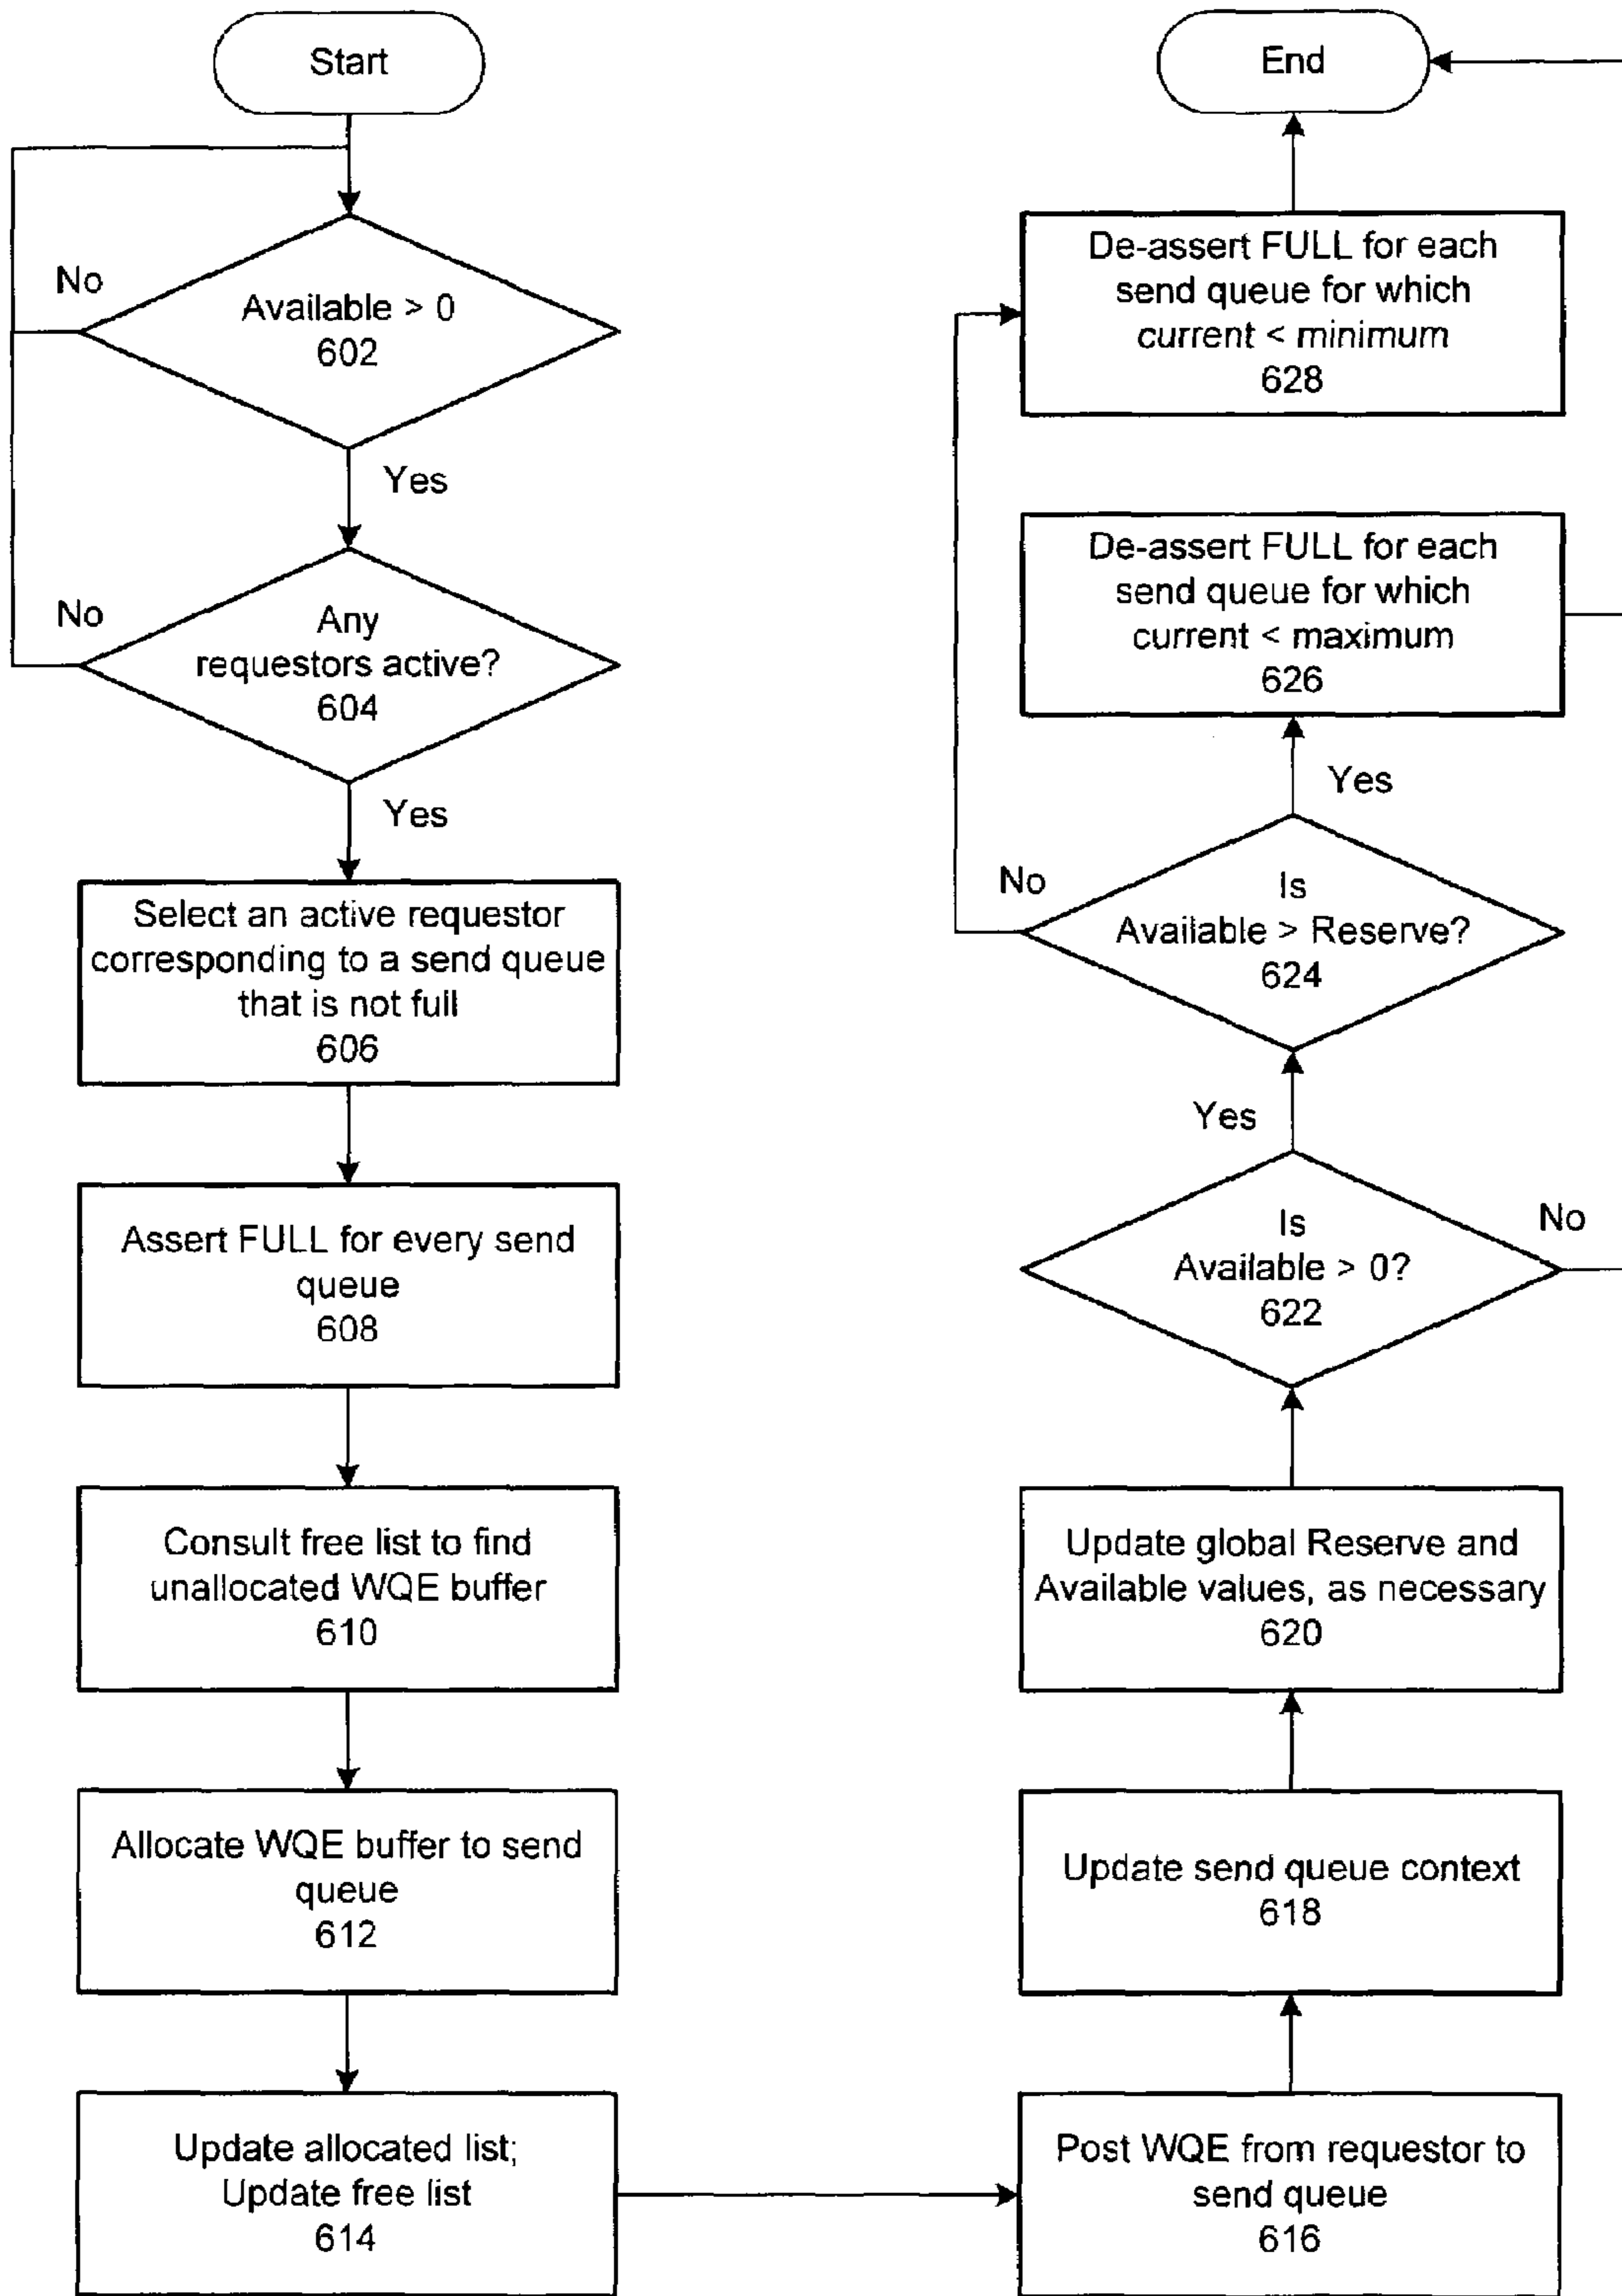 Start
No
Available > 0
602
Yes
No
Any
requestors active?
604
Yes
Select an active requestor
corresponding to a send queue
that is not full
606
Assert FULL for every send
queue
608
Consult free list to find
unallocated WQE buffer
610
Allocate WQE buffer to send
queue
612
Update allocated list;
Update free list
614
Post WQE from requestor to
send queue
616
Update send queue context
618
Update global Reserve and
Available values, as necessary
620
Is
Available > 0?
622
No
Yes
Is
Available > Reserve?
624
No
Yes
De-assert FULL for each
send queue for which
current < maximum
626
De-assert FULL for each
send queue for which
current < minimum
628
End